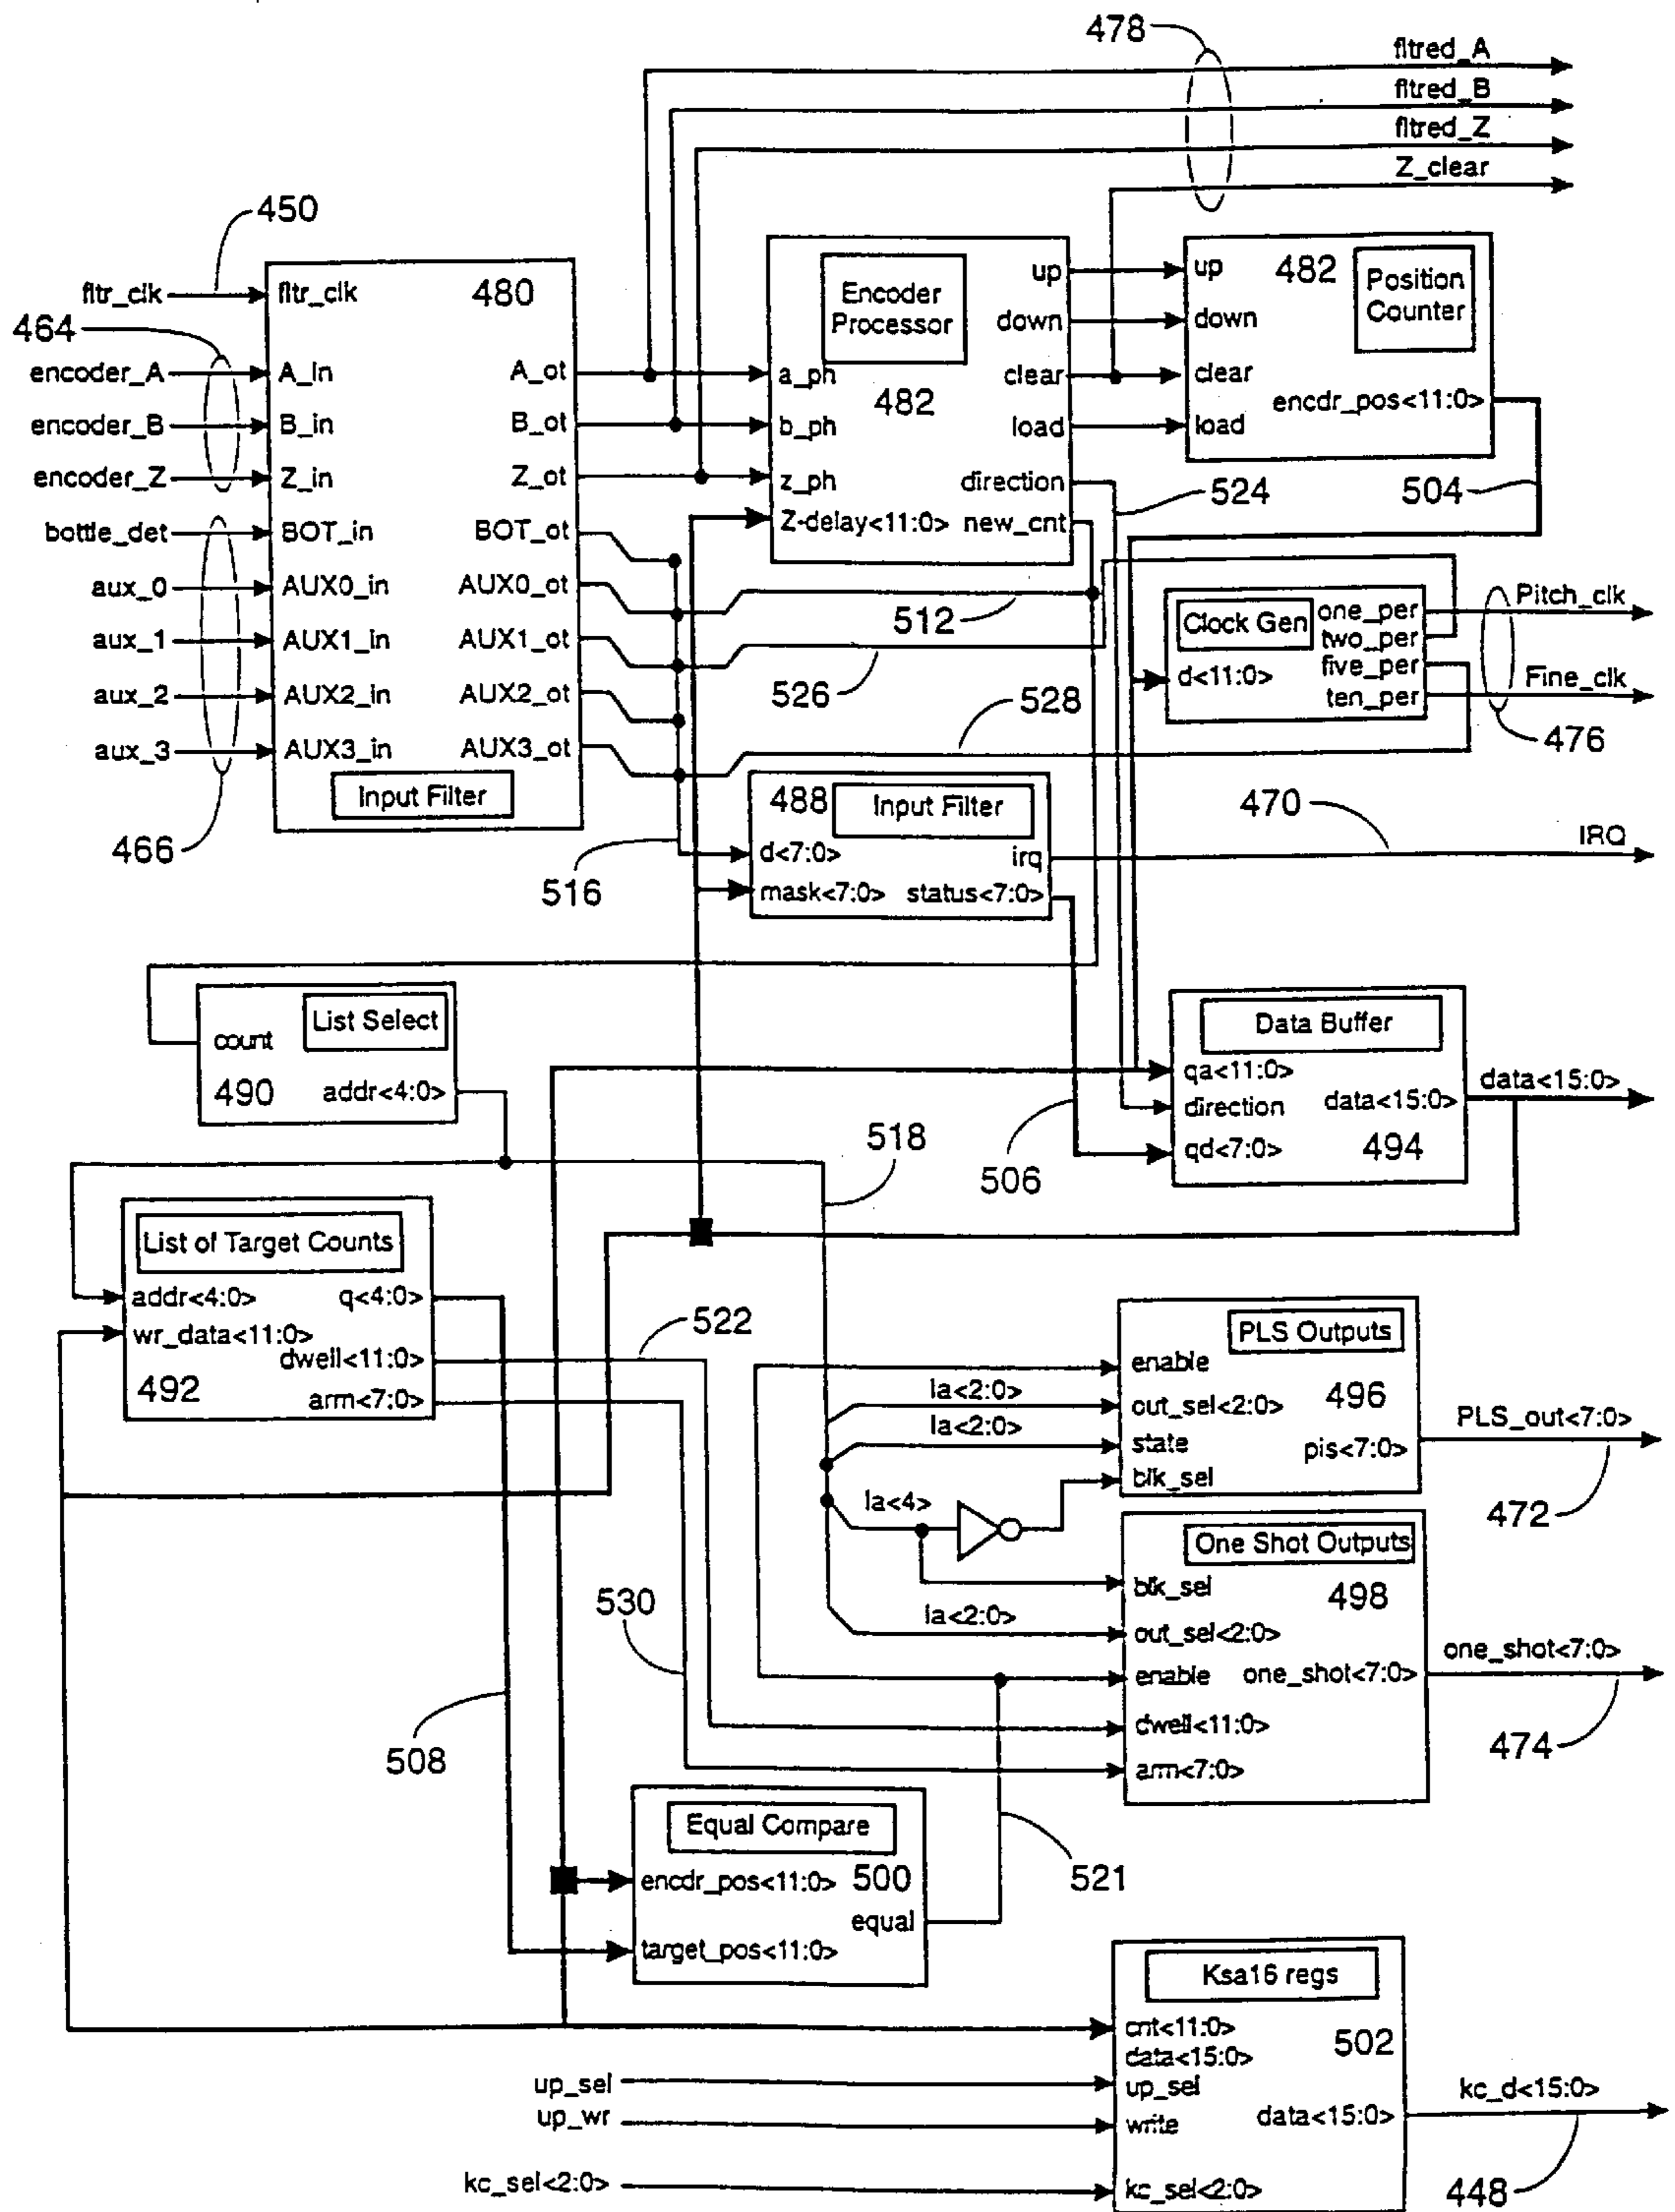 478
fltred_A
fltred_B
fltred_Z
Z_clear
450
fltr_clk
464
encoder_A
encoder_B
encoder_Z
bottle_det
aux_0
aux_1
aux_2
aux_3
466
fltr_clk
480
A_in
A_ot
B_in
B_ot
Z_in
Z_ot
BOT_in
BOT_ot
AUX0_in
AUX0_ot
AUX1_in
AUX1_ot
AUX2_in
AUX2_ot
AUX3_in
AUX3_ot
Input Filter
Encoder
Processor
482
a_ph
b_ph
z_ph
Z-delay<11:0>
up
down
clear
load
direction
new_cnt
up
down
clear
load
482
Position
Counter
encdr_pos<11:0>
524
504
512
526
528
Clock Gen
d<11:0>
one_per
two_per
five_per
ten_per
Pitch_clk
Fine_clk
476
488
Input Filter
d<7:0>
irq
mask<7:0>
status<7:0>
516
470
IRQ
List Select
count
490
addr<4:0>
Data Buffer
qa<11:0>
direction
data<15:0>
qd<7:0>
494
data<15:0>
506
518
List of Target Counts
addr<4:0>
q<4:0>
wr_data<11:0>
dwell<11:0>
492
arm<7:0>
522
PLS Outputs
enable
496
out_sel<2:0>
state
pls<7:0>
blk_sel
la<2:0>
la<2:0>
la<4>
PLS_out<7:0>
472
One Shot Outputs
blk_sel
498
out_sel<2:0>
enable
one_shot<7:0>
dwell<11:0>
arm<7:0>
la<2:0>
one_shot<7:0>
474
530
508
Equal Compare
encdr_pos<11:0>
500
equal
target_pos<11:0>
521
Ksa16 regs
cnt<11:0>
502
data<15:0>
up_sel
write
data<15:0>
kc_sel<2:0>
up_sel
up_wr
kc_sel<2:0>
kc_d<15:0>
448